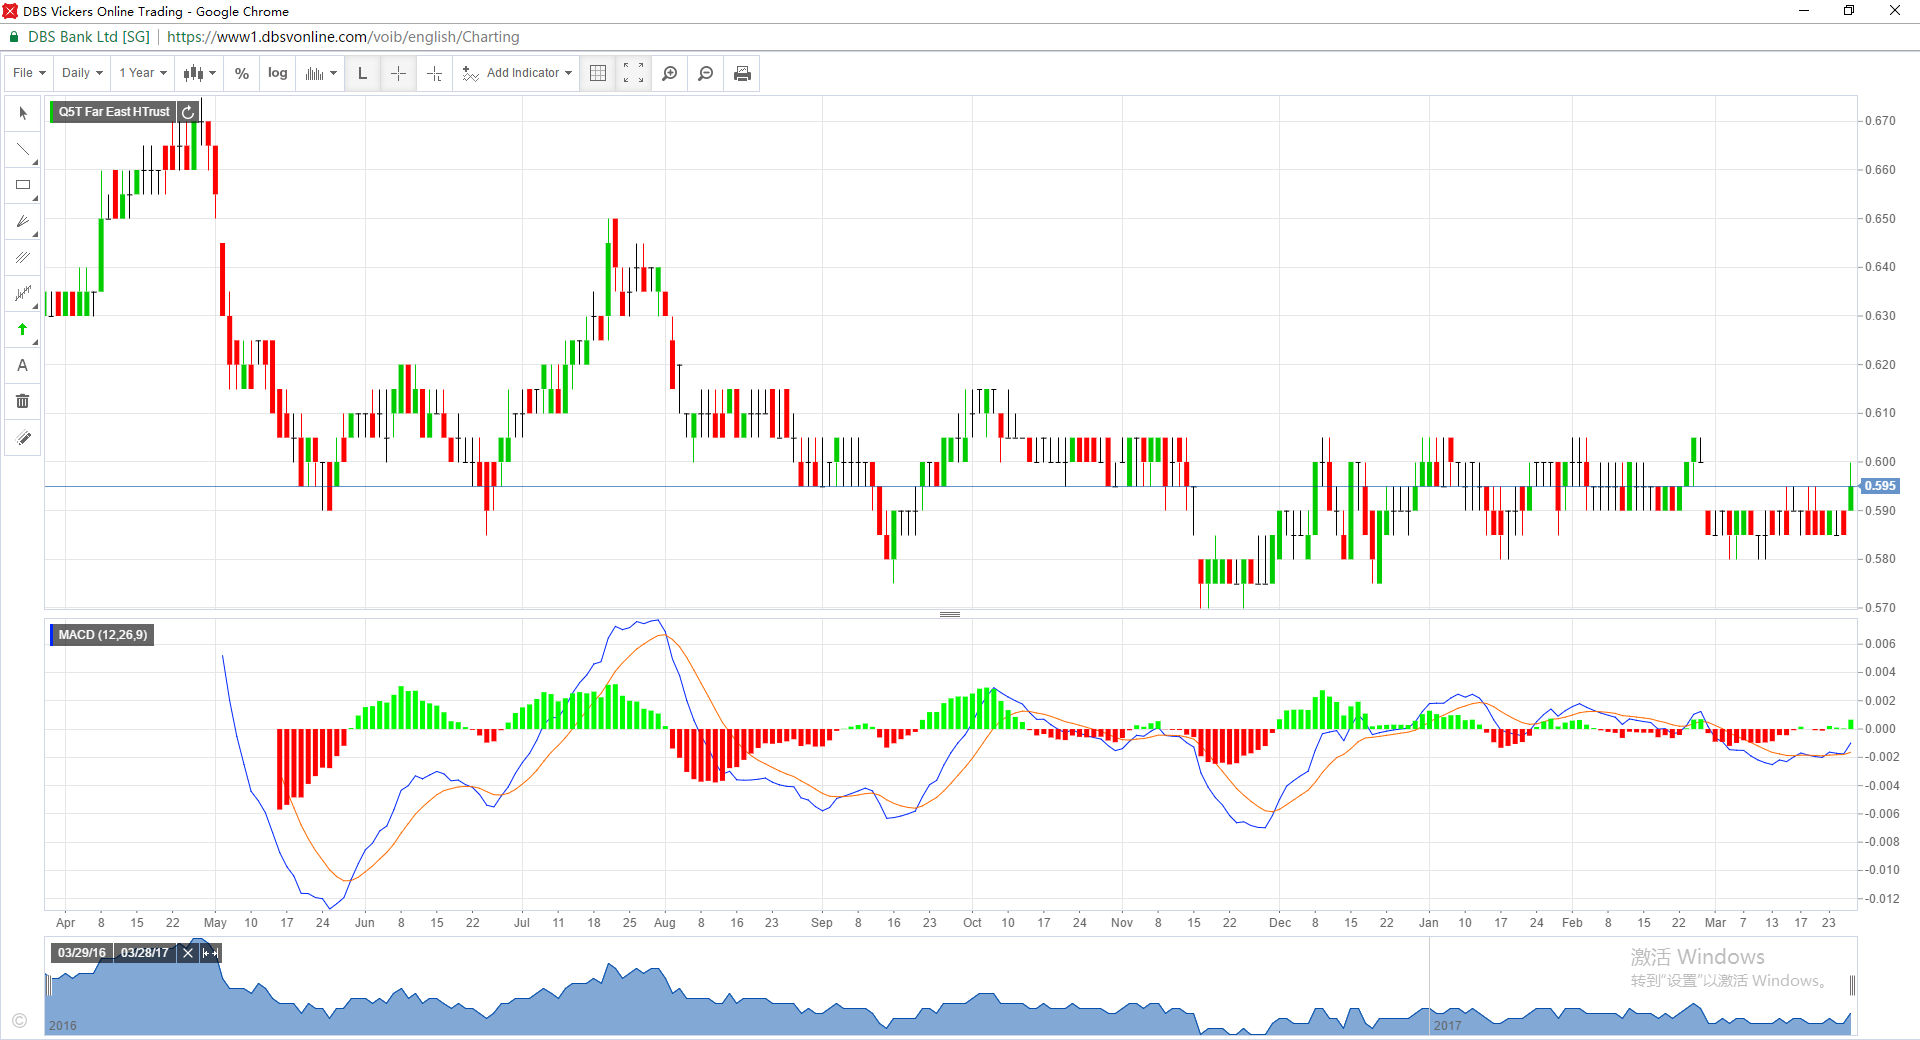 DBS Vickers Online Trading - Google Chrome
DBS Bank Ltd [SG] | https://www1.dbsvonline.com/voib/english/Charting
File Daily 1 Year % log L Add Indicator
Q5T Far East HTrust
A
0.670
0.660
0.650
0.640
0.630
0.620
0.610
0.600
0.595
0.590
0.580
0.570
MACD (12,26,9)
0.006
0.004
0.002
0.000
-0.002
-0.004
-0.006
-0.008
-0.010
-0.012
Apr 8 15 22 May 10 17 24 Jun 8 15 22 Jul 11 18 25 Aug 8 16 23 Sep 8 16 23 Oct 10 17 24 Nov 8 15 22 Dec 8 15 22 Jan 10 17 24 Feb 8 15 22 Mar 7 13 17 23
03/29/16 03/28/17
激活 Windows
转到"设置"以激活 Windows。
©
2016 2017